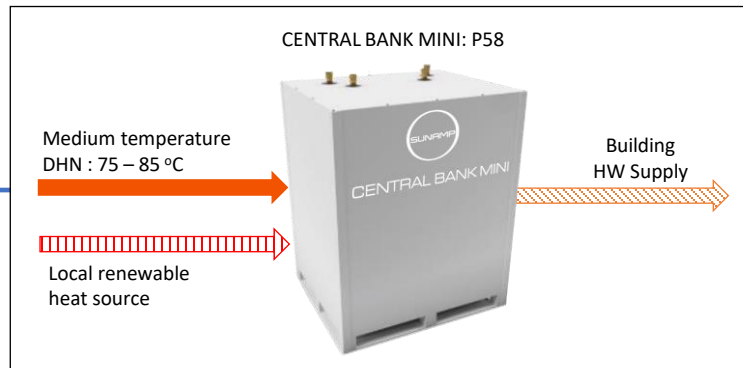 CENTRAL BANK MINI: P58
Medium temperature
DHN : 75 – 85 °C
SUNAMP
CENTRAL BANK MINI
Building
HW Supply
Local renewable
heat source